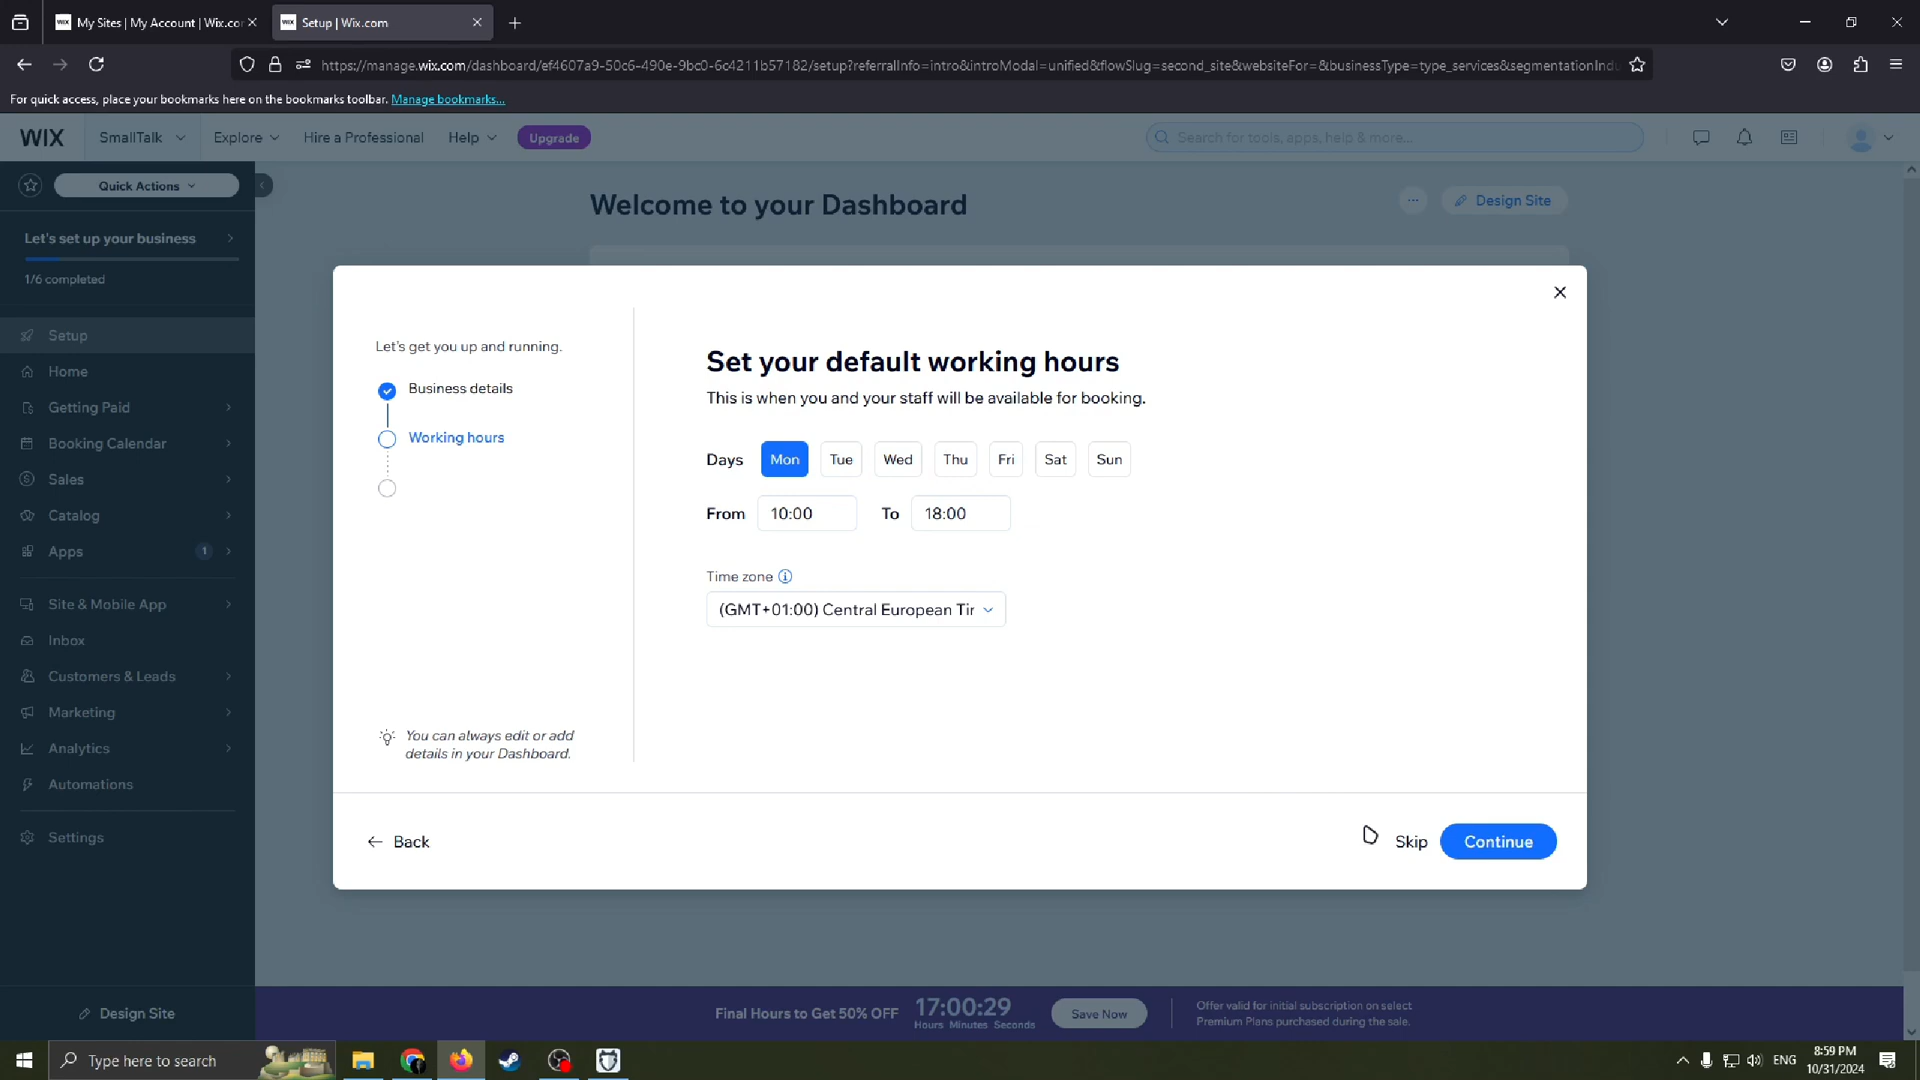 My Sites | My Account | Wix.co
Setup | Wix.com
https://manage.wix.com/dashboard/ef4607a9-50c6-490e-9bc0-6c4211b57182/setup?referralInfo=intro&introModal=unified&flowSlug=second_site&websiteFor=&businessType=type_services&segmentationInd
For quick access, place your bookmarks here on the bookmarks toolbar. Manage bookmarks...
WIX
SmallTalk
Explore
Hire a Professional
Help
Upgrade
Search for tools, apps, help & more...
Quick Actions
Welcome to your Dashboard
Design Site
Let's set up your business
1/6 completed
Setup
Home
Getting Paid
Booking Calendar
Sales
Catalog
Apps 1
Site & Mobile App
Inbox
Customers & Leads
Marketing
Analytics
Automations
Settings
Design Site
Let's get you up and running.
Business details
Working hours
You can always edit or add
details in your Dashboard.
Set your default working hours
This is when you and your staff will be available for booking.
Days Mon Tue Wed Thu Fri Sat Sun
From 10:00 To 18:00
Time zone
(GMT+01:00) Central European Tir
Back
Skip
Continue
Final Hours to Get 50% OFF
17:00:29
Hours Minutes Seconds
Save Now
Offer valid for initial subscription on select
Premium Plans purchased during the sale.
Type here to search
ENG
8:59 PM
10/31/2024